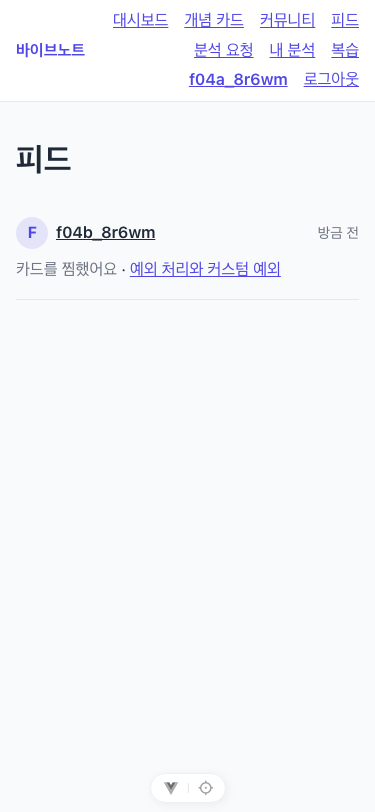 대시보드 개념 카드 커뮤니티 피드
바이브노트 분석 요청 내 분석 복습
f04a_8r6wm 로그아웃
피드
F f04b_8r6wm 방금 전
카드를 찜했어요 · 예외 처리와 커스텀 예외